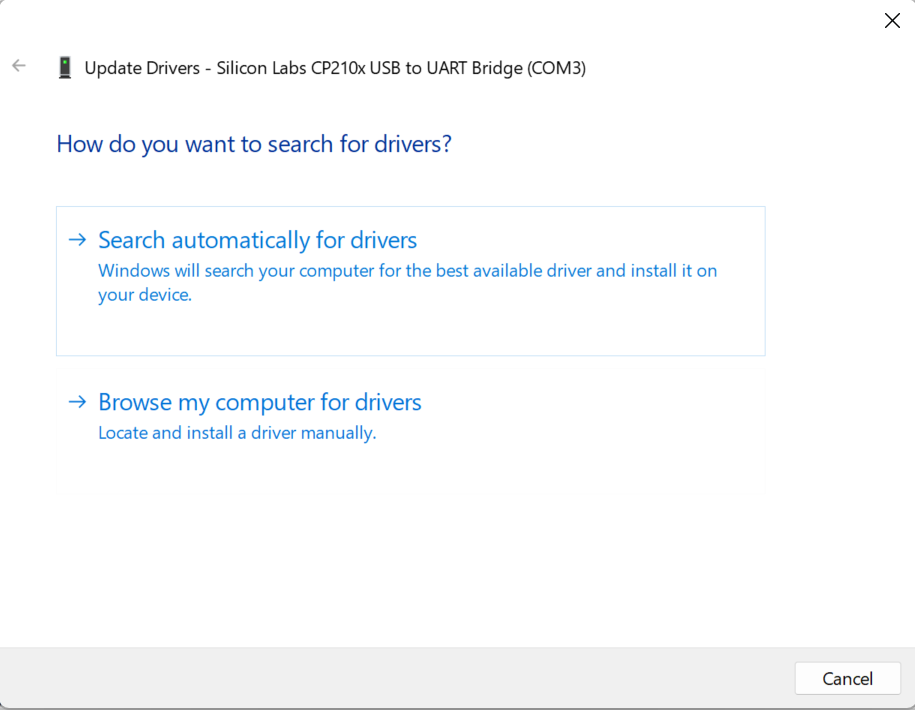 Update Drivers - Silicon Labs CP210x USB to UART Bridge (COM3)
How do you want to search for drivers?
Search automatically for drivers
Windows will search your computer for the best available driver and install it on
your device.
Browse my computer for drivers
Locate and install a driver manually.
Cancel